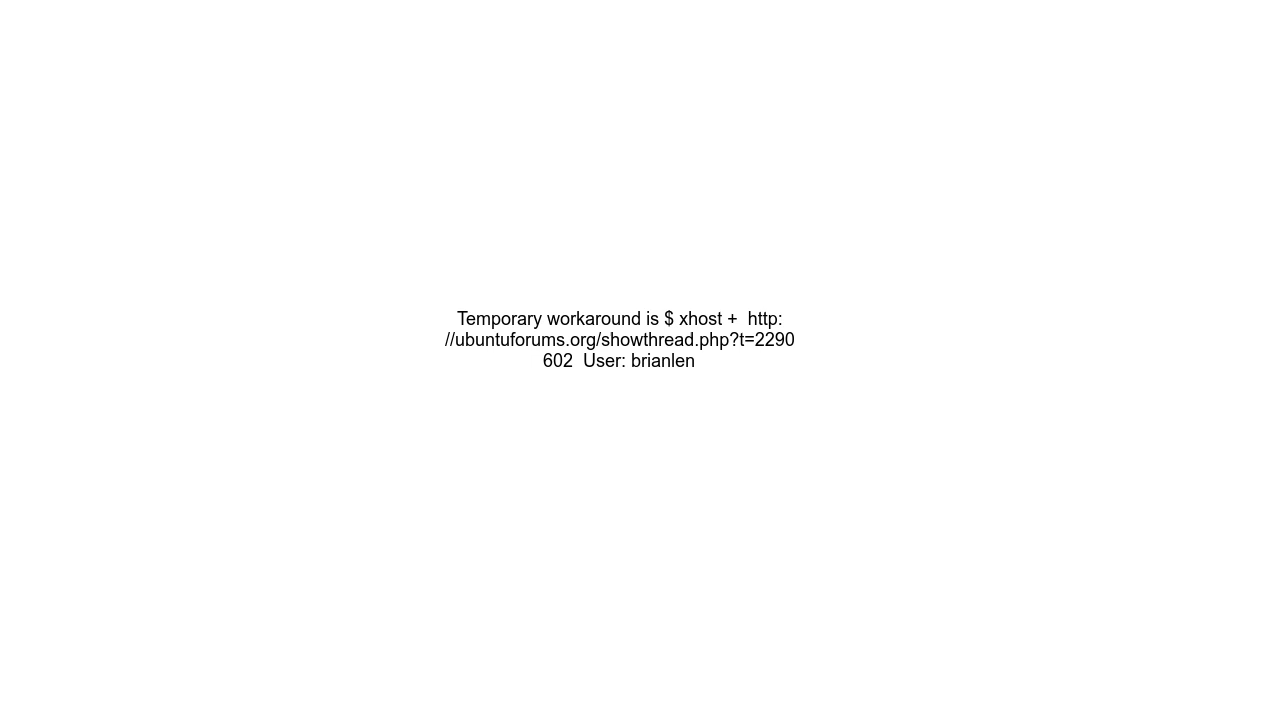 Temporary workaround is $ xhost +  http:
//ubuntuforums.org/showthread.php?t=2290
602  User: brianlen